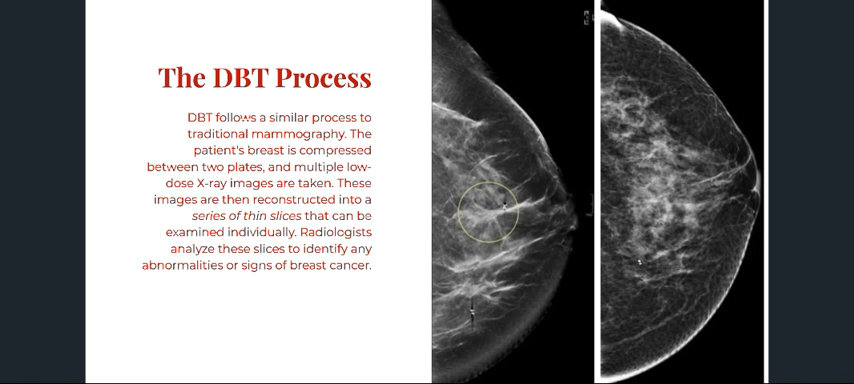 The DBT Process
DBT follows a similar process to
traditional mammography. The
patient's breast is compressed
between two plates, and multiple low-
dose X-ray images are taken. These
images are then reconstructed into a
series of thin slices that can be
examined individually. Radiologists
analyze these slices to identify any
abnormalities or signs of breast cancer.